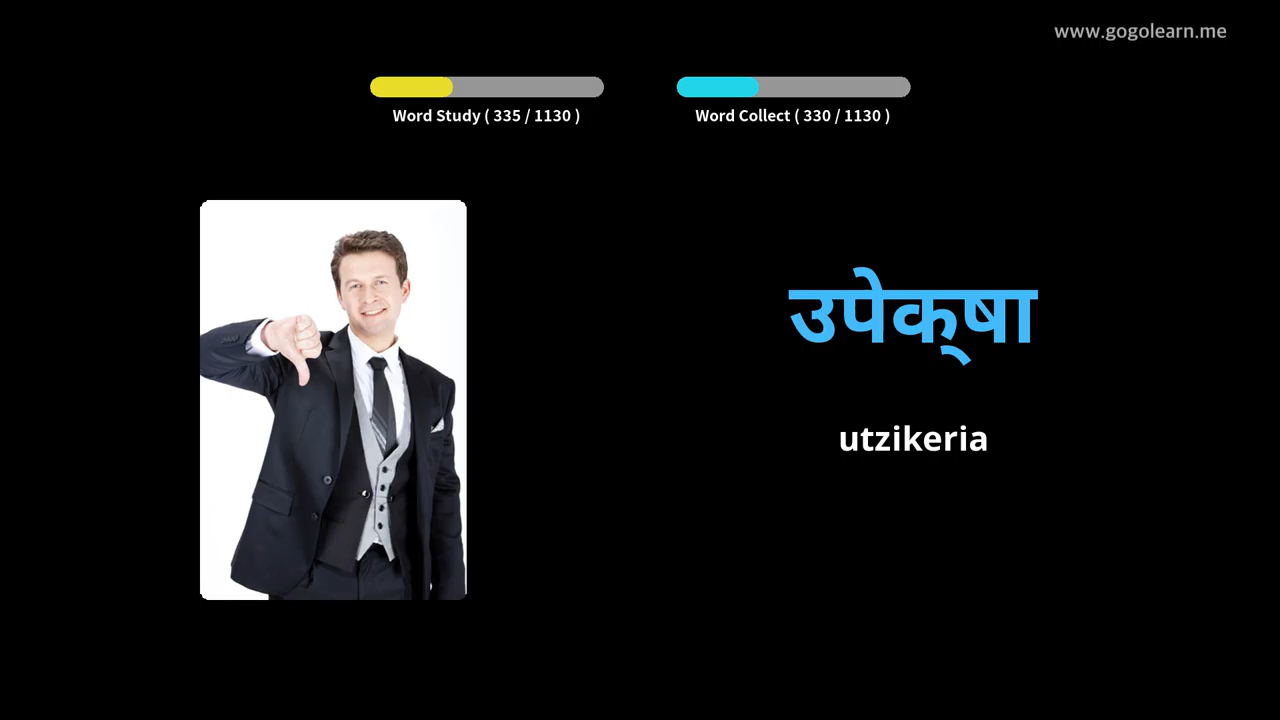 www.gogolearn.me
Word Study ( 335 / 1130 )
Word Collect ( 330 / 1130 )
उपेक्‌षा
utzikeria